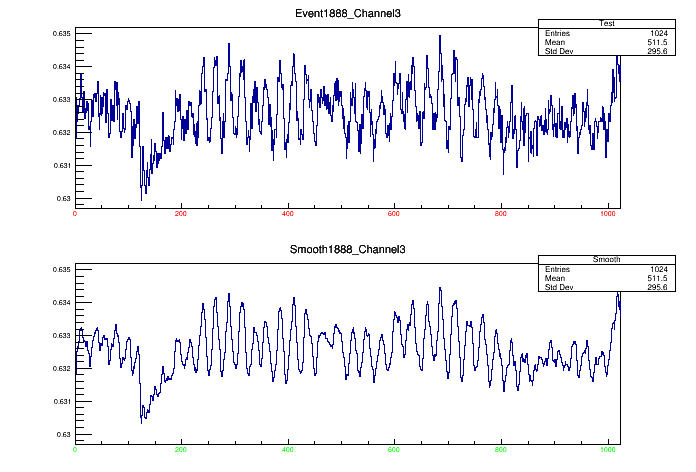 Event1888_Channel3
Test
Entries 1024
Mean 511.5
Std Dev 295.6
0.635
0.634
0.633
0.632
0.631
0.63
0 200 400 600 800 1000
Smooth1888_Channel3
Smooth
Entries 1024
Mean 511.5
Std Dev 295.6
0.635
0.634
0.633
0.632
0.631
0.63
0 200 400 600 800 1000